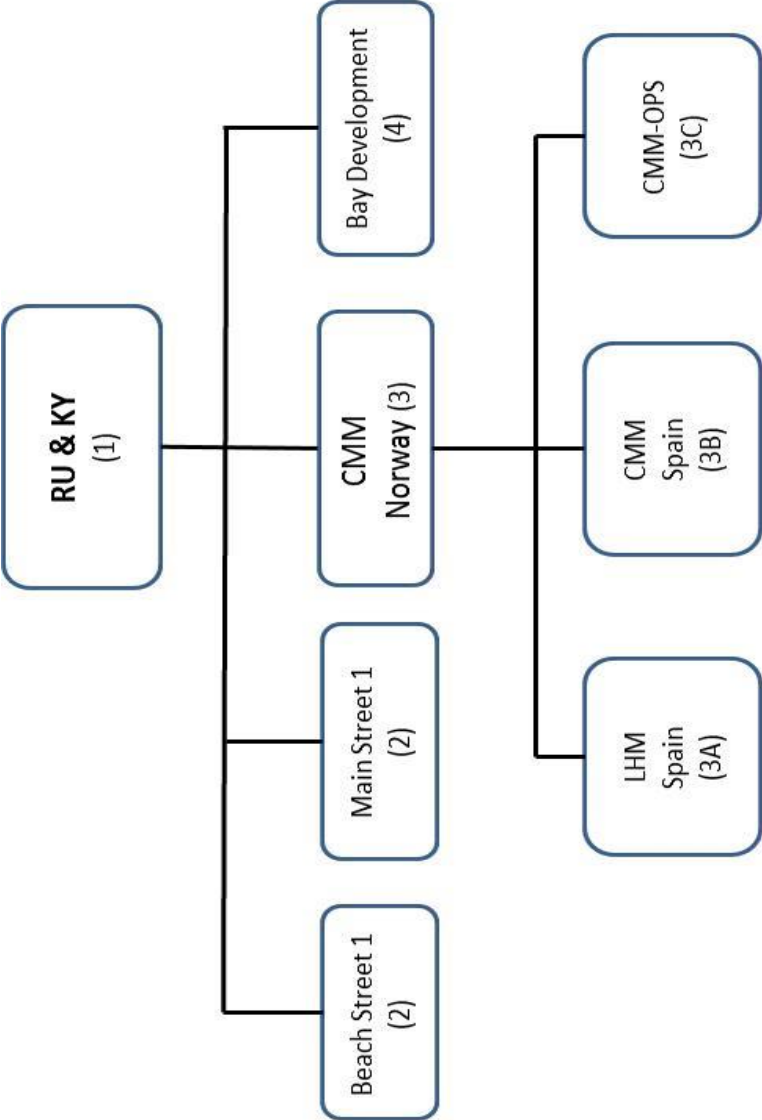 RU & KY
(1)
Beach Street 1
(2)
Main Street 1
(2)
CMM
Norway (3)
Bay Development
(4)
LHM
Spain
(3A)
CMM
Spain
(3B)
CMM-OPS
(3C)